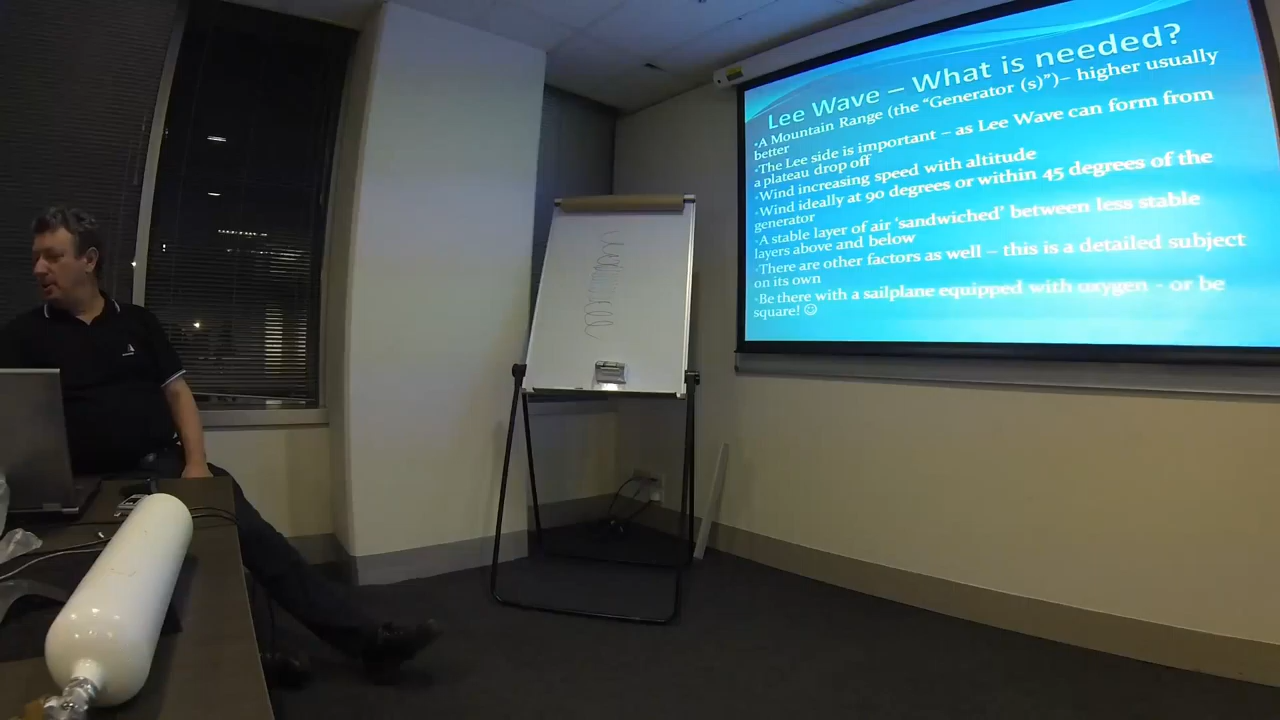 Lee Wave – What is needed?
•A Mountain Range (the “Generator (s)”)– higher usually
better
•The Lee side is important – as Lee Wave can form from
a plateau drop off
•Wind increasing speed with altitude
•Wind ideally at 90 degrees or within 45 degrees of the
generator
•A stable layer of air ‘sandwiched’ between less stable
layers above and below
•There are other factors as well – this is a detailed subject
on its own
•Be there with a sailplane equipped with oxygen - or be
square! ☺